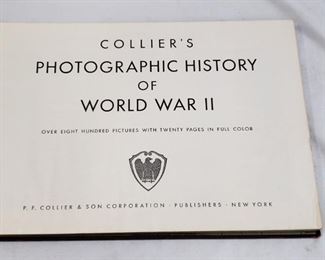 COLLIER'S
PHOTOGRAPHIC HISTORY
OF
WORLD WAR II
OVER EIGHT HUNDRED PICTURES WITH TWENTY PAGES IN FULL COLOR
P. F. COLLIER & SON CORPORATION · PUBLISHERS · NEW YORK